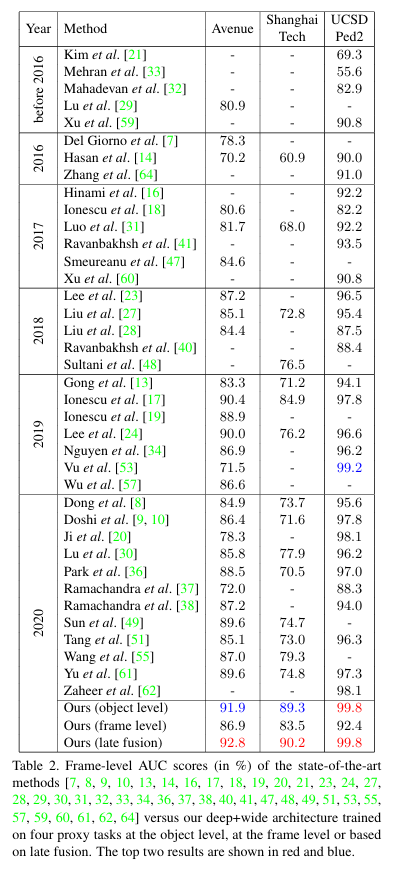 Year Method Avenue Shanghai Tech UCSD Ped2
before 2016
Kim et al. [21] - - 69.3
Mehran et al. [33] - - 55.6
Mahadevan et al. [32] - - 82.9
Lu et al. [29] 80.9 - -
Xu et al. [59] - - 90.8
2016
Del Giorno et al. [7] 78.3 - -
Hasan et al. [14] 70.2 60.9 90.0
Zhang et al. [64] - - 91.0
2017
Hinami et al. [16] - - 92.2
Ionescu et al. [18] 80.6 - 82.2
Luo et al. [31] 81.7 68.0 92.2
Ravanbakhsh et al. [41] - - 93.5
Smeureanu et al. [47] 84.6 - -
Xu et al. [60] - - 90.8
2018
Lee et al. [23] 87.2 - 96.5
Liu et al. [27] 85.1 72.8 95.4
Liu et al. [28] 84.4 - 87.5
Ravanbakhsh et al. [40] - - 88.4
Sultani et al. [48] - 76.5 -
2019
Gong et al. [13] 83.3 71.2 94.1
Ionescu et al. [17] 90.4 84.9 97.8
Ionescu et al. [19] 88.9 - -
Lee et al. [24] 90.0 76.2 96.6
Nguyen et al. [34] 86.9 - 96.2
Vu et al. [53] 71.5 - 99.2
Wu et al. [57] 86.6 - -
2020
Dong et al. [8] 84.9 73.7 95.6
Doshi et al. [9, 10] 86.4 71.6 97.8
Ji et al. [20] 78.3 - 98.1
Lu et al. [30] 85.8 77.9 96.2
Park et al. [36] 88.5 70.5 97.0
Ramachandra et al. [37] 72.0 - 88.3
Ramachandra et al. [38] 87.2 - 94.0
Sun et al. [49] 89.6 74.7 -
Tang et al. [51] 85.1 73.0 96.3
Wang et al. [55] 87.0 79.3 -
Yu et al. [61] 89.6 74.8 97.3
Zaheer et al. [62] - - 98.1
Ours (object level) 91.9 89.3 99.8
Ours (frame level) 86.9 83.5 92.4
Ours (late fusion) 92.8 90.2 99.8
Table 2. Frame-level AUC scores (in %) of the state-of-the-art
methods [7, 8, 9, 10, 13, 14, 16, 17, 18, 19, 20, 21, 23, 24, 27,
28, 29, 30, 31, 32, 33, 34, 36, 37, 38, 40, 41, 47, 48, 49, 51, 53, 55,
57, 59, 60, 61, 62, 64] versus our deep+wide architecture trained
on four proxy tasks at the object level, at the frame level or based
on late fusion. The top two results are shown in red and blue.